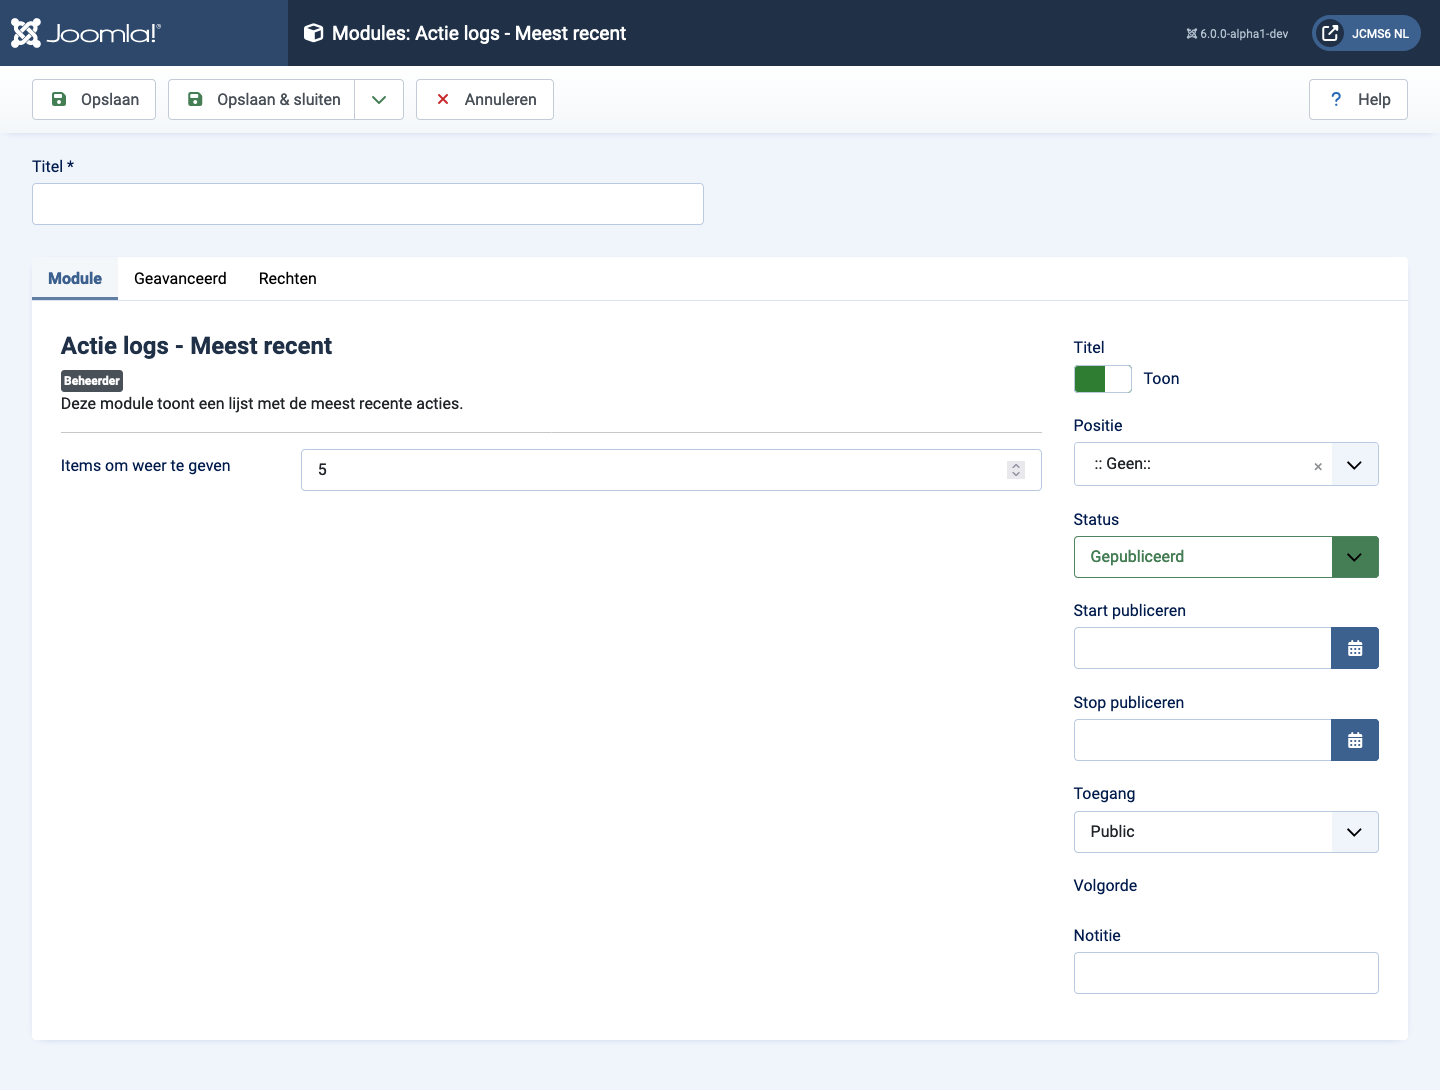 Joomla!®
Modules: Actie logs - Meest recent
6.0.0-alpha1-dev
JCMS6 NL
Opslaan
Opslaan & sluiten
Annuleren
? Help
Titel *
Module
Geavanceerd
Rechten
Actie logs - Meest recent
Beheerder
Deze module toont een lijst met de meest recente acties.
Items om weer te geven
5
Titel
Toon
Positie
:: Geen::
×
Status
Gepubliceerd
Start publiceren
Stop publiceren
Toegang
Public
Volgorde
Notitie